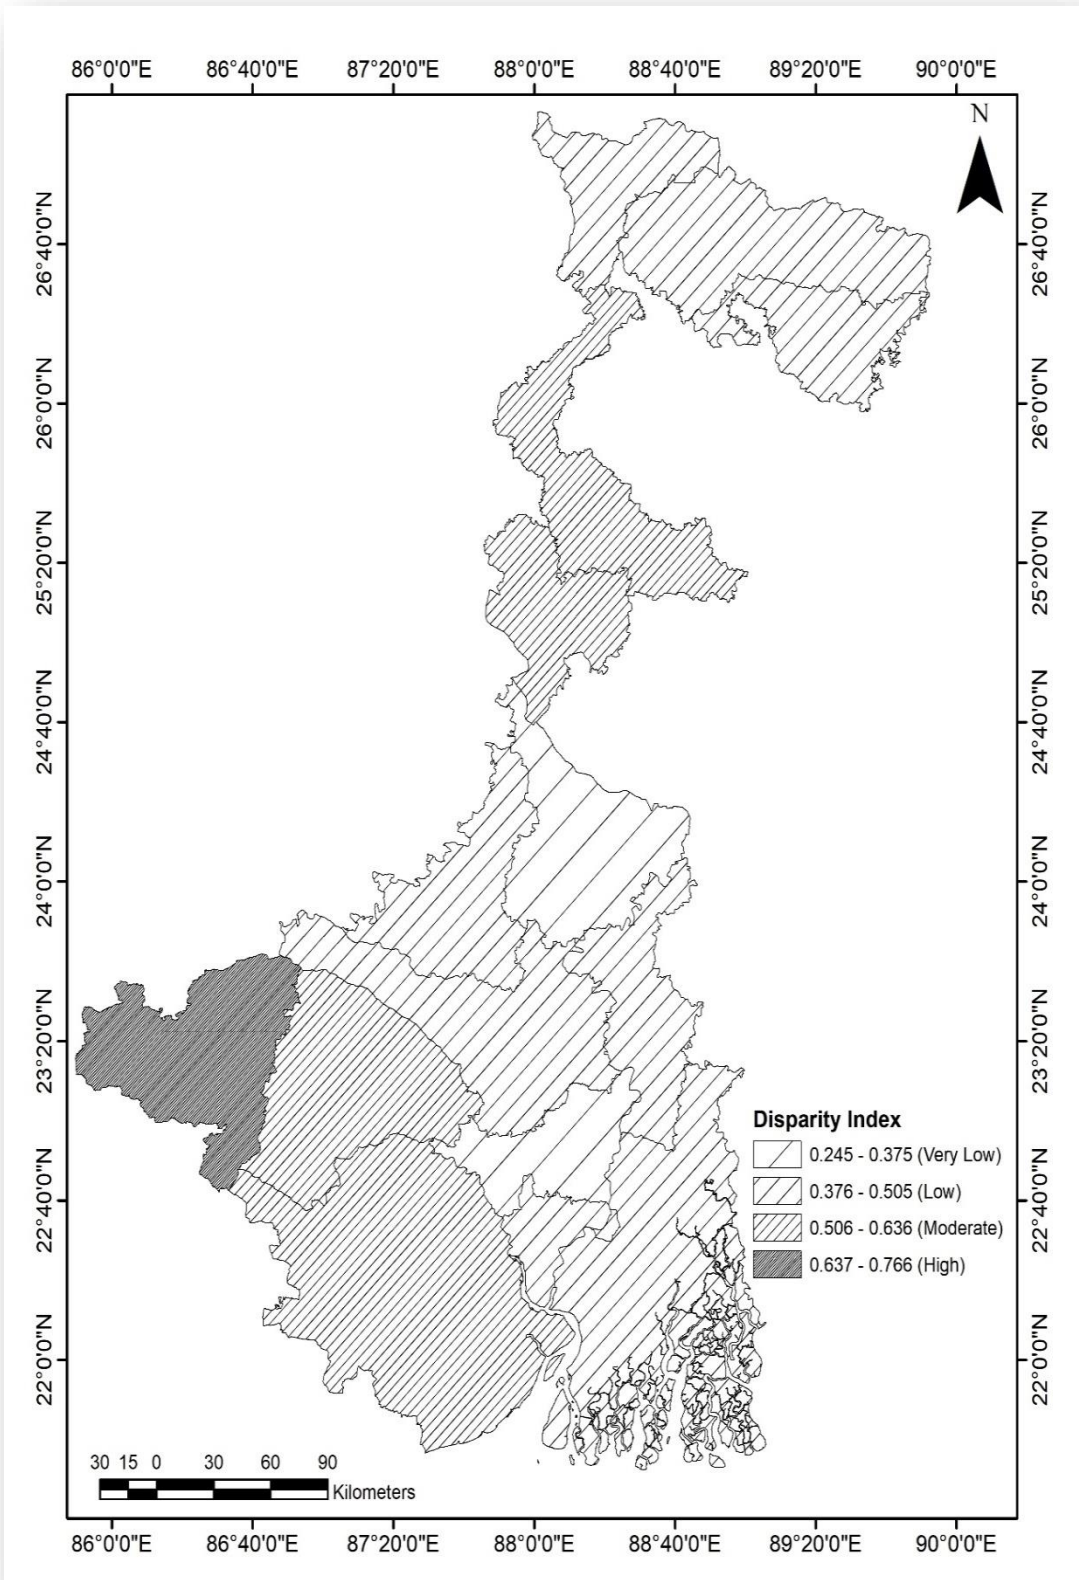 86°0'0"E 86°40'0"E 87°20'0"E 88°0'0"E 88°40'0"E 89°20'0"E 90°0'0"E
N
26°40'0"N 26°40'0"N
26°0'0"N 26°0'0"N
25°20'0"N 25°20'0"N
24°40'0"N 24°40'0"N
24°0'0"N 24°0'0"N
23°20'0"N 23°20'0"N
22°40'0"N 22°40'0"N
22°0'0"N 22°0'0"N
Disparity Index
0.245 - 0.375 (Very Low)
0.376 - 0.505 (Low)
0.506 - 0.636 (Moderate)
0.637 - 0.766 (High)
30 15 0 30 60 90
Kilometers
86°0'0"E 86°40'0"E 87°20'0"E 88°0'0"E 88°40'0"E 89°20'0"E 90°0'0"E